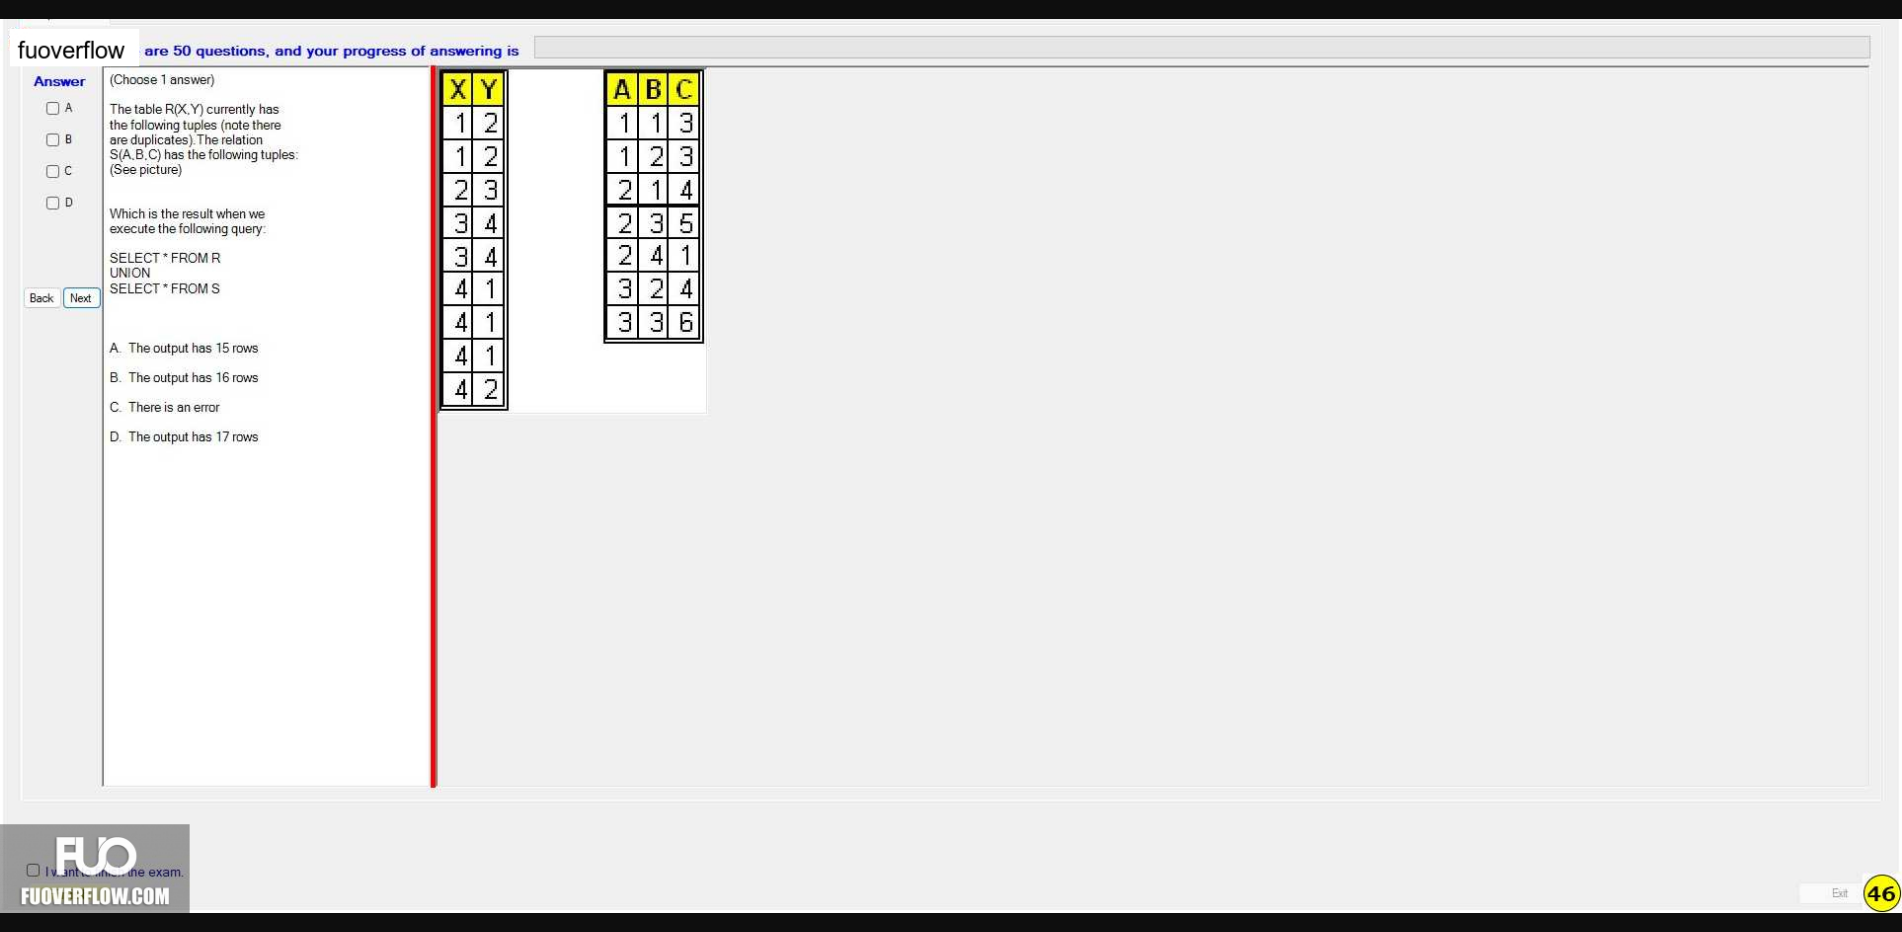 fuoverflow are 50 questions, and your progress of answering is
Answer
A
B
C
D
Back Next
(Choose 1 answer)
The table R(X,Y) currently has
the following tuples (note there
are duplicates).The relation
S(A,B,C) has the following tuples:
(See picture)
Which is the result when we
execute the following query:
SELECT * FROM R
UNION
SELECT * FROM S
A. The output has 15 rows
B. The output has 16 rows
C. There is an error
D. The output has 17 rows
X Y
1 2
1 2
2 3
3 4
3 4
4 1
4 1
4 1
4 2
A B C
1 1 3
1 2 3
2 1 4
2 3 5
2 4 1
3 2 4
3 3 6
FUO
I want the exam.
FUOVERFLOW.COM
Exit
46